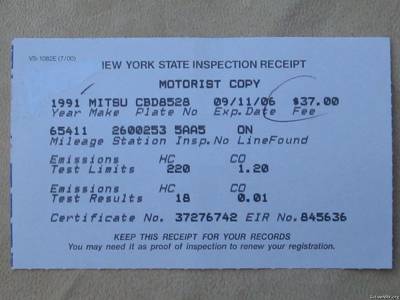 VS-1082E (7/00)
IEW YORK STATE INSPECTION RECEIPT
MOTORIST COPY
1991 MITSU CBD8528 09/11/06 $37.00
Year Make Plate No Exp.Date Fee
65411 2600253 5AA5 ON
Mileage Station Insp.No LineFound
Emissions HC CO
Test Limits 220 1.20
Emissions HC CO
Test Results 18 0.01
Certificate No. 37276742 EIR No. 845636
KEEP THIS RECEIPT FOR YOUR RECORDS
You may need it as proof of inspection to renew your registration.